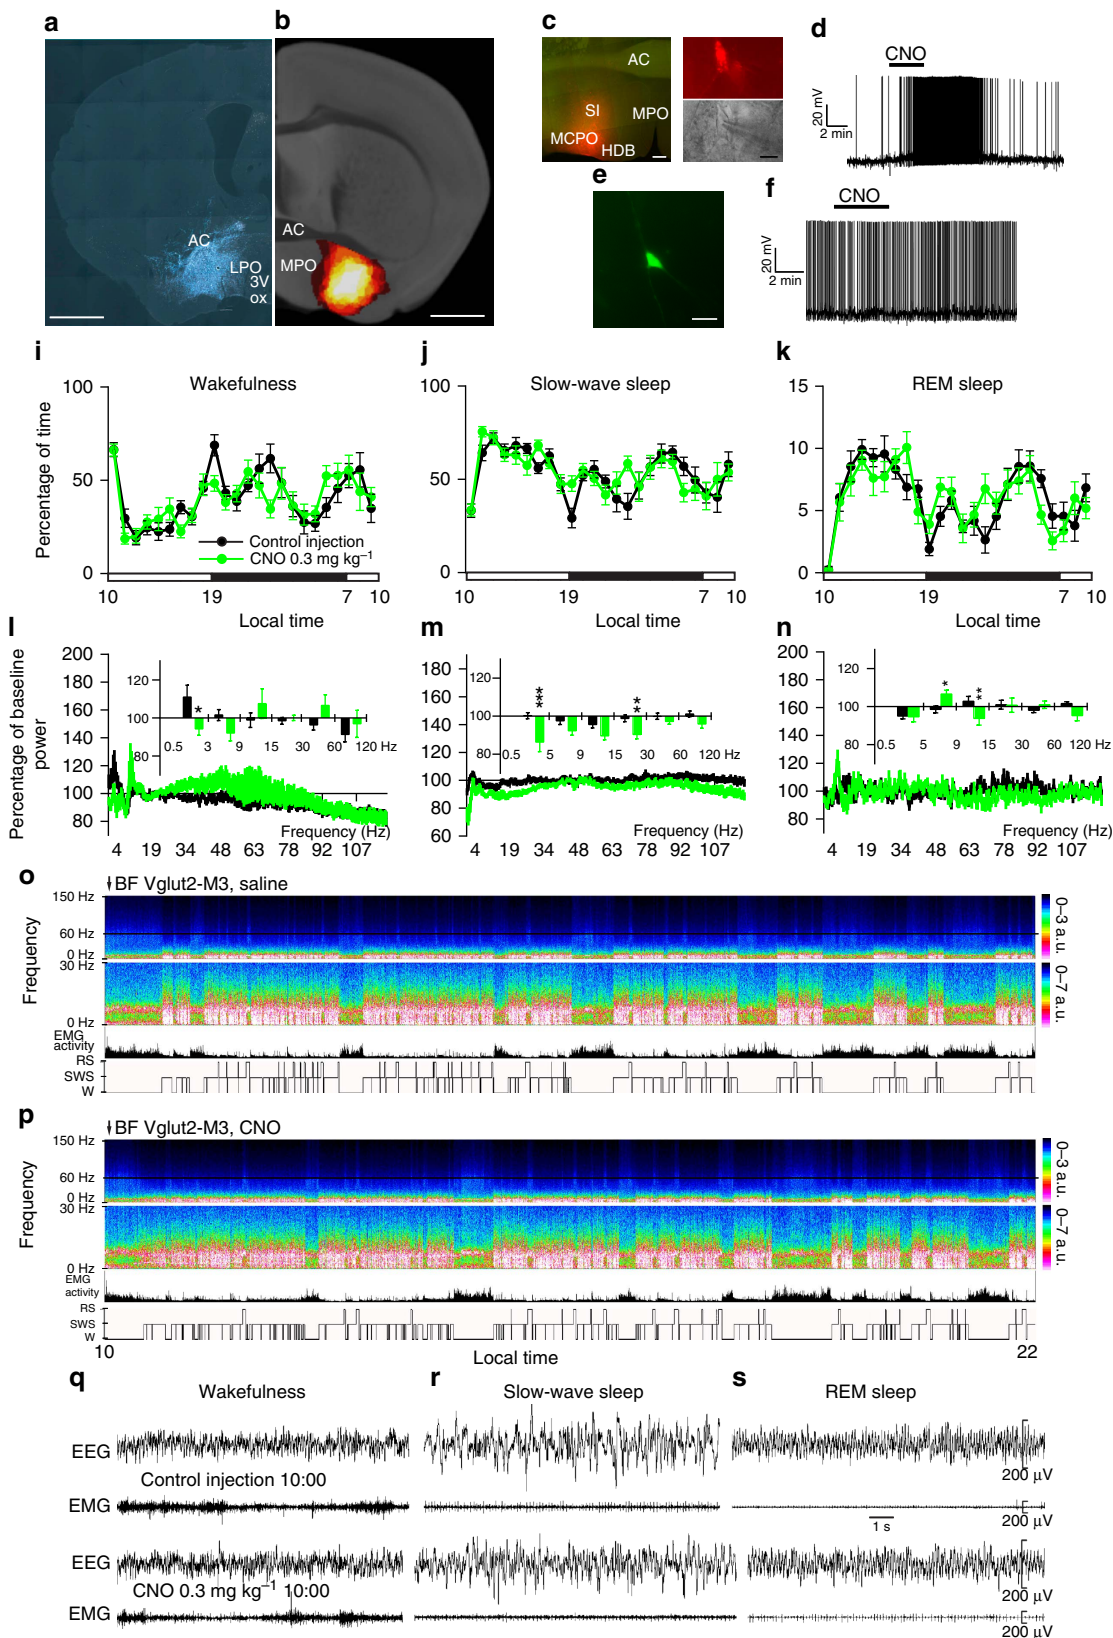 a
b
c
d
AC
SI
MPO
MCPO
HDB
CNO
20 mV
2 min
e
f
AC
LPO
3V
ox
AC
MPO
CNO
20 mV
2 min
i
j
k
Wakefulness
Slow-wave sleep
REM sleep
Percentage of time
100
50
0
Control injection
CNO 0.3 mg kg⁻¹
10 19 7 10
Local time
100
50
0
10 19 7 10
Local time
15
10
5
0
10 19 7 10
Local time
l
m
n
Percentage of baseline
power
200
180
160
140
120
100
80
120
100
80
*
0.5 3 9 15 30 60 120 Hz
Frequency (Hz)
4 19 34 48 63 78 92 107
180
160
140
120
100
80
60
120
100
80
***
**
0.5 5 9 15 30 60 120 Hz
Frequency (Hz)
4 19 34 48 63 78 92 107
200
180
160
140
120
100
80
120
100
80
*
**
0.5 5 9 15 30 60 120 Hz
Frequency (Hz)
4 19 34 48 63 78 92 107
o
BF Vglut2-M3, saline
Frequency
150 Hz
60 Hz
0 Hz
30 Hz
0 Hz
EMG
activity
RS
SWS
W
0–3 a.u.
0–7 a.u.
p
BF Vglut2-M3, CNO
Frequency
150 Hz
60 Hz
0 Hz
30 Hz
0 Hz
EMG
activity
RS
SWS
W
0–3 a.u.
0–7 a.u.
10
Local time
22
q
r
s
Wakefulness
Slow-wave sleep
REM sleep
EEG
200 µV
Control injection 10:00
EMG
200 µV
1 s
EEG
200 µV
CNO 0.3 mg kg⁻¹ 10:00
EMG
200 µV